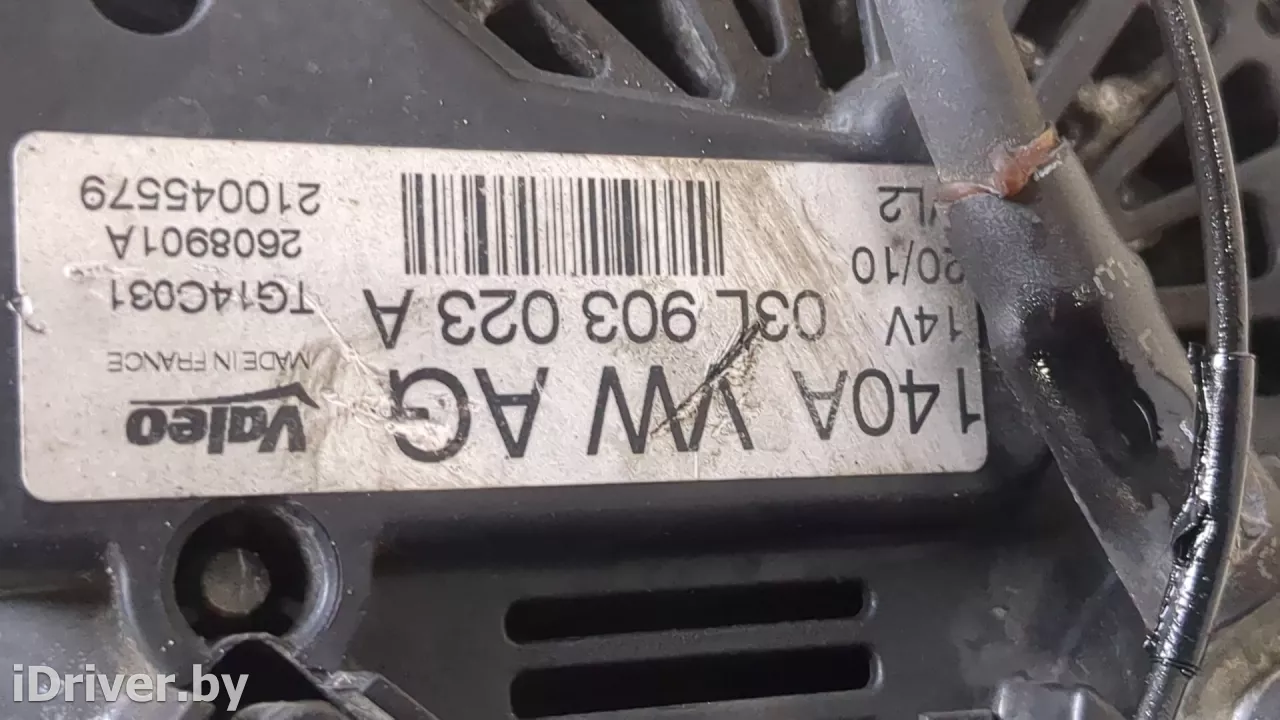 140A VW AG Valeo
14V 03L 903 023 A MADE IN FRANCE
20/10 TG14C031
2608901A
210045579
iDriver.by